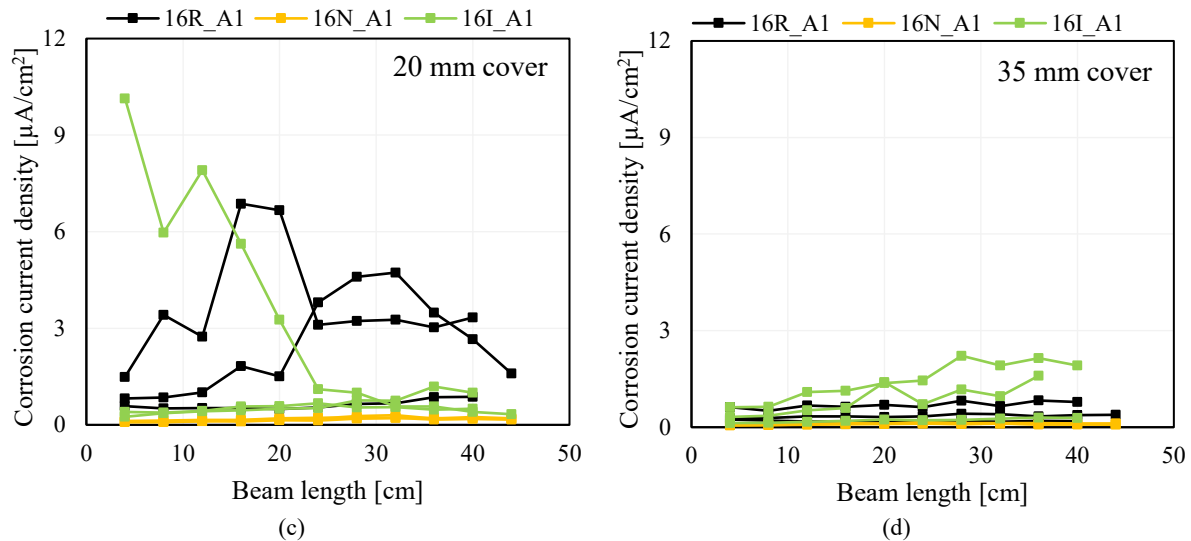 16R_A1 16N_A1 16I_A1
12
9
6
3
0
Corrosion current density [µA/cm²]
20 mm cover
0 10 20 30 40 50
Beam length [cm]
(c)
16R_A1 16N_A1 16I_A1
12
9
6
3
0
Corrosion current density [µA/cm²]
35 mm cover
0 10 20 30 40 50
Beam length [cm]
(d)